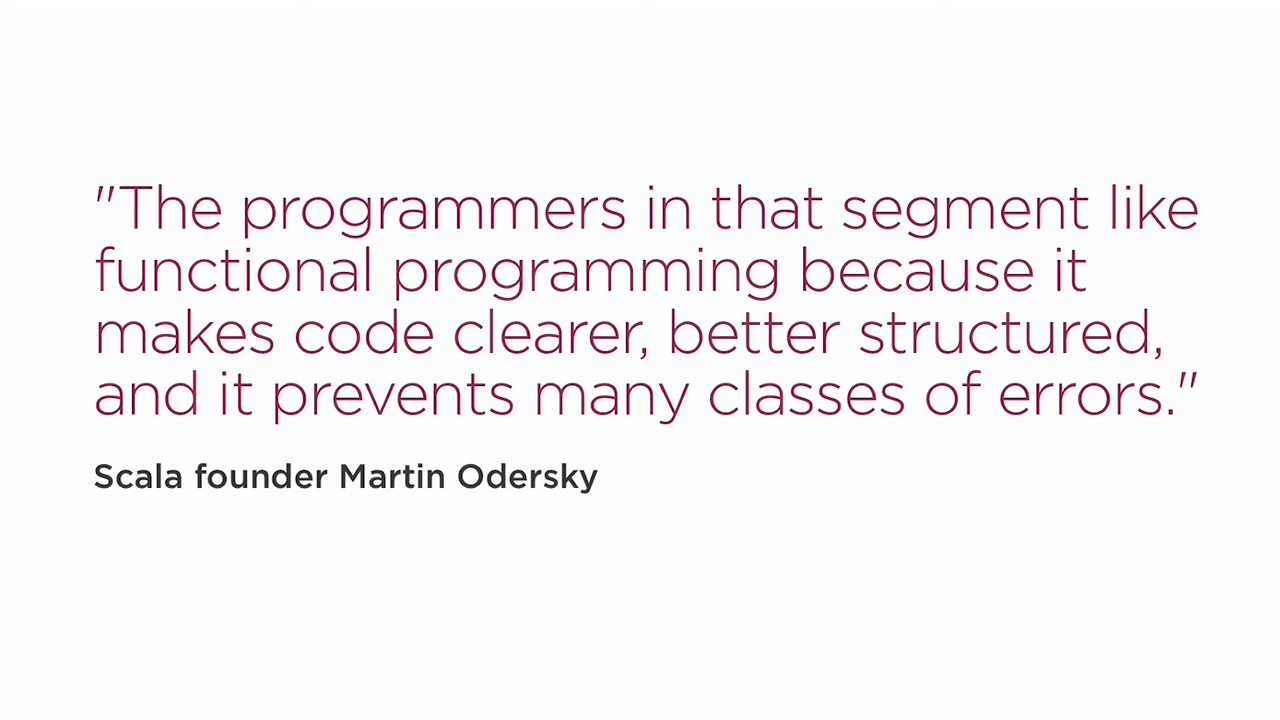 "The programmers in that segment like
functional programming because it
makes code clearer, better structured,
and it prevents many classes of errors."
Scala founder Martin Odersky